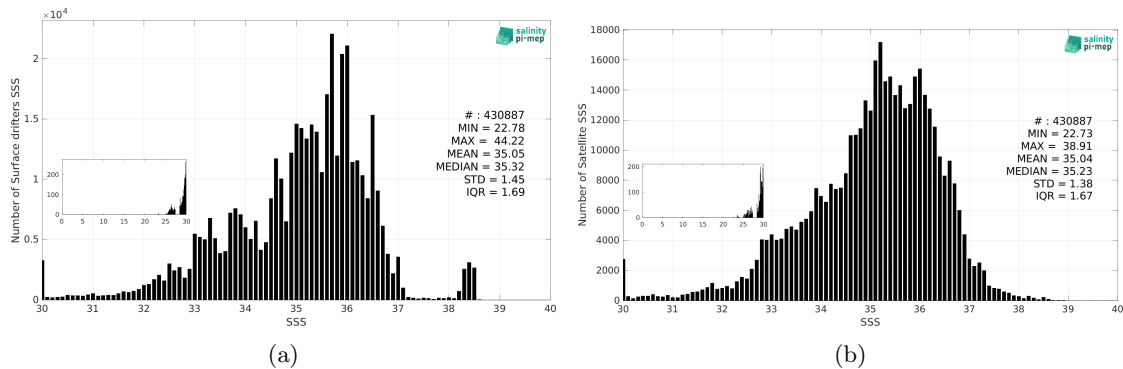 ×10⁴
salinity
pi-mep
2
1.5
1
0.5
0
Number of Surface drifters SSS
# : 430887
MIN = 22.78
MAX = 44.22
MEAN = 35.05
MEDIAN = 35.32
STD = 1.45
IQR = 1.69
200
100
0
0 5 10 15 20 25 30
30 31 32 33 34 35 36 37 38 39 40
SSS
(a)
18000
16000
14000
12000
10000
8000
6000
4000
2000
0
Number of Satellite SSS
salinity
pi-mep
# : 430887
MIN = 22.73
MAX = 38.91
MEAN = 35.04
MEDIAN = 35.23
STD = 1.38
IQR = 1.67
200
100
0
0 5 10 15 20 25 30
30 31 32 33 34 35 36 37 38 39 40
SSS
(b)